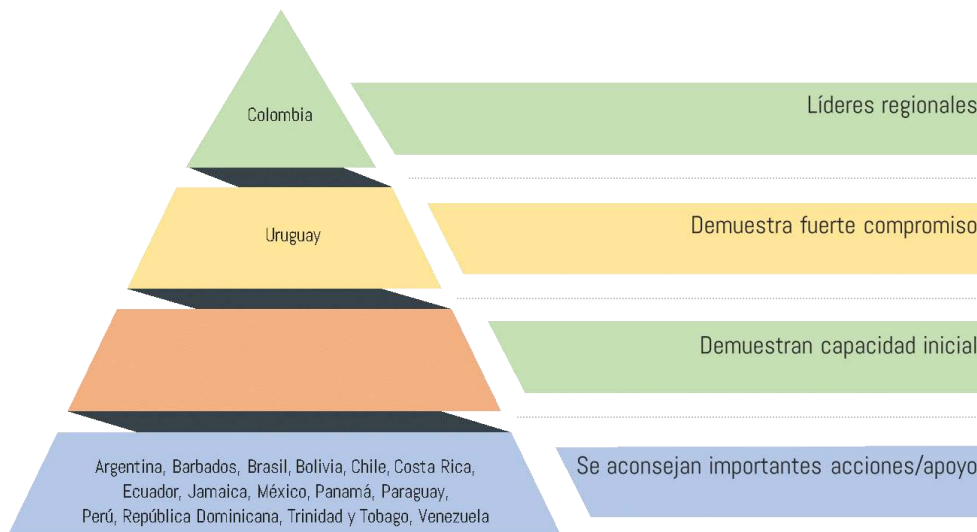 Colombia
Líderes regionales
Uruguay
Demuestra fuerte compromiso
Demuestran capacidad inicial
Argentina, Barbados, Brasil, Bolivia, Chile, Costa Rica,
Ecuador, Jamaica, México, Panamá, Paraguay,
Perú, República Dominicana, Trinidad y Tobago, Venezuela
Se aconsejan importantes acciones/apoyo